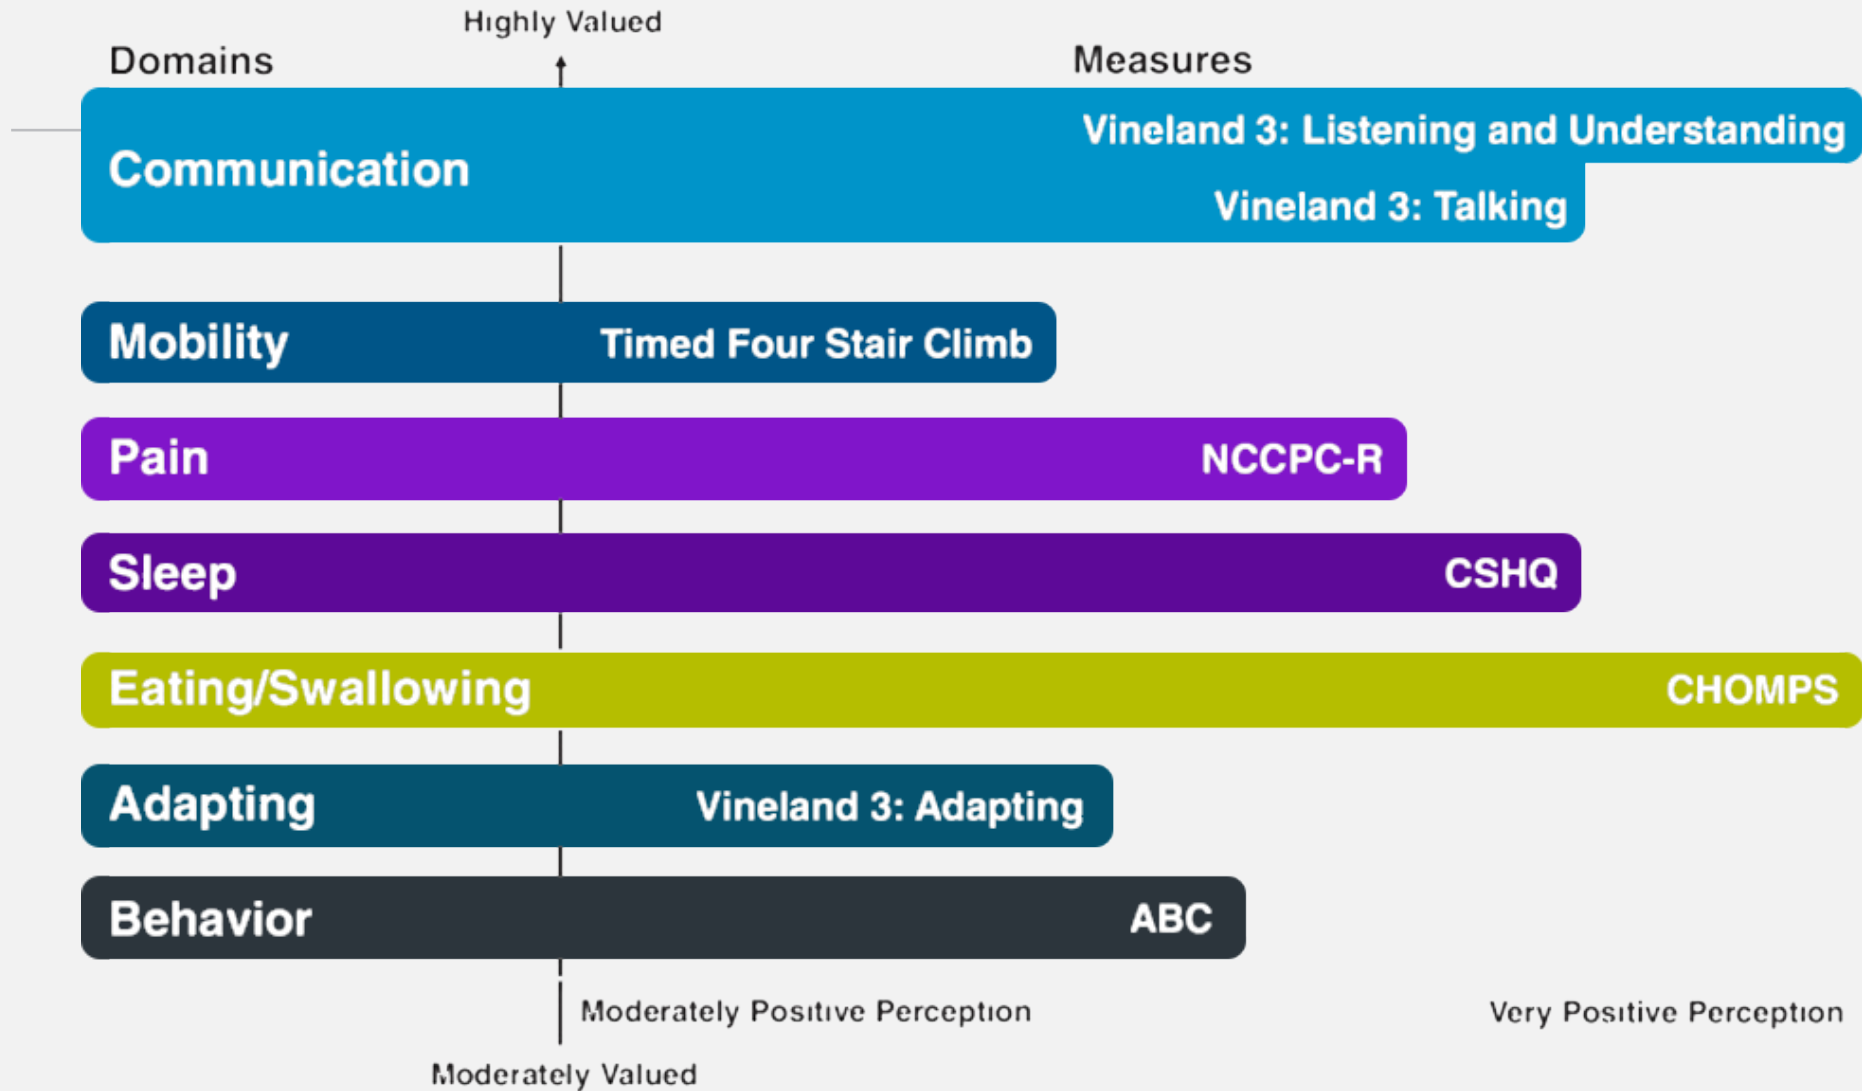 Highly Valued
Domains
Measures
Communication
Vineland 3: Listening and Understanding
Vineland 3: Talking
Mobility
Timed Four Stair Climb
Pain
NCCPC-R
Sleep
CSHQ
Eating/Swallowing
CHOMPS
Adapting
Vineland 3: Adapting
Behavior
ABC
Moderately Positive Perception
Very Positive Perception
Moderately Valued